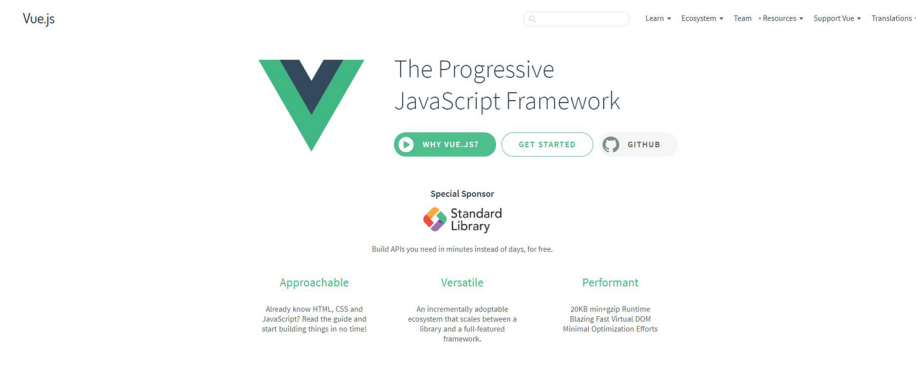 Vue.js
Learn
Ecosystem
Team
Resources
Support Vue
Translations
The Progressive
JavaScript Framework
WHY VUE.JS?
GET STARTED
GITHUB
Special Sponsor
Standard
Library
Build APIs you need in minutes instead of days, for free.
Approachable
Already know HTML, CSS and
JavaScript? Read the guide and
start building things in no time!
Versatile
An incrementally adoptable
ecosystem that scales between a
library and a full-featured
framework.
Performant
20KB min+gzip Runtime
Blazing Fast Virtual DOM
Minimal Optimization Efforts